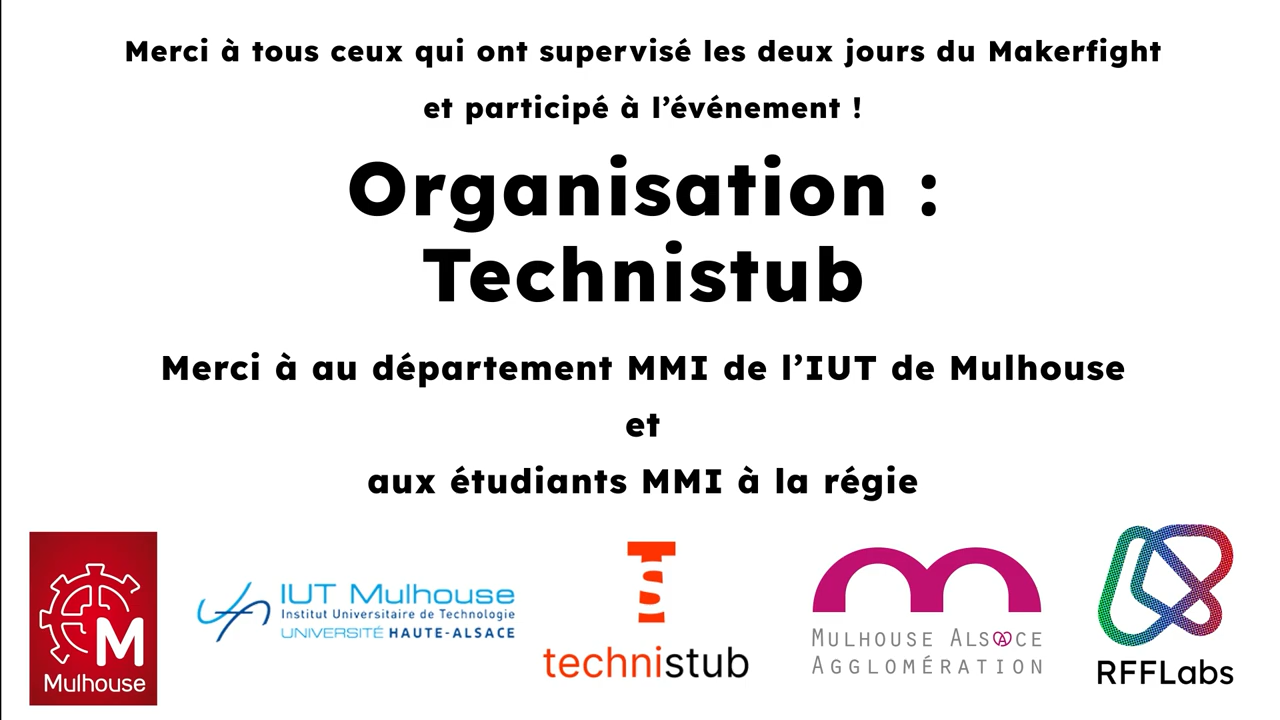 Merci à tous ceux qui ont supervisé les deux jours du Makerfight
et participé à l’événement !
Organisation :
Technistub
Merci à au département MMI de l’IUT de Mulhouse
et
aux étudiants MMI à la régie
M
Mulhouse
IUT Mulhouse
Institut Universitaire de Technologie
UNIVERSITÉ HAUTE-ALSACE
TS
technistub
MULHOUSE ALSACE
AGGLOMÉRATION
RFFLabs